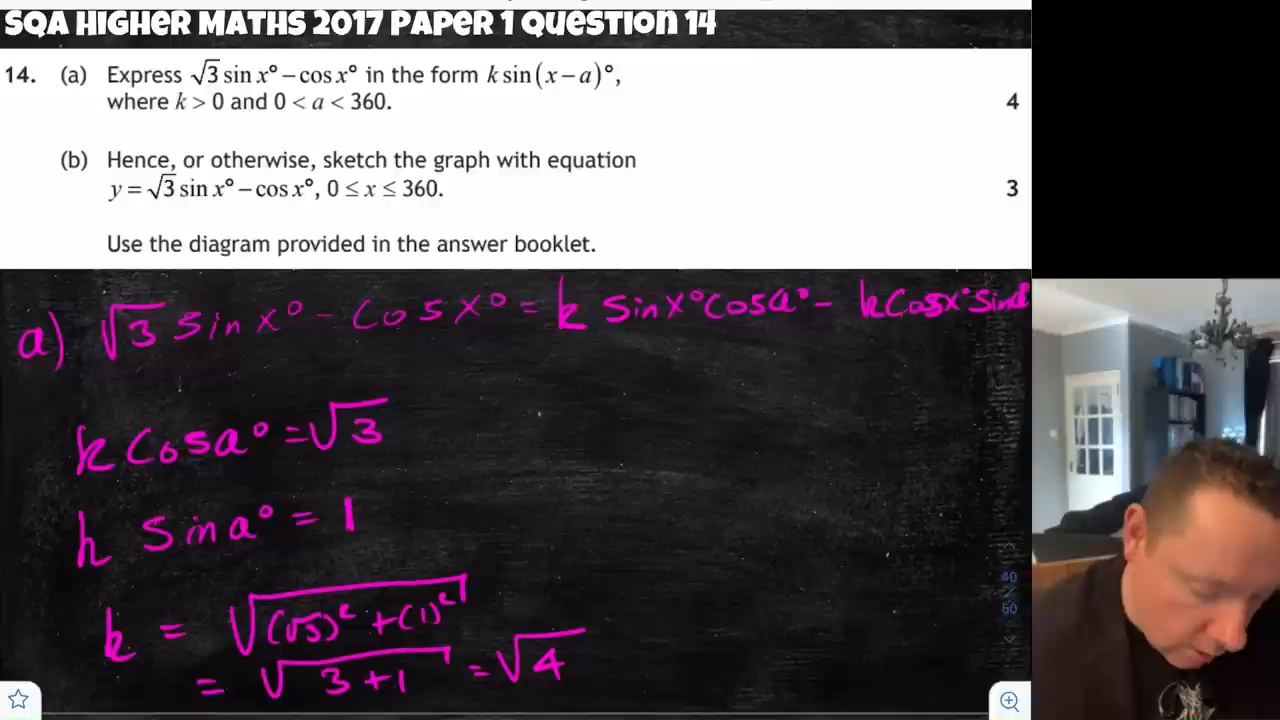 SQA HIGHER MATHS 2017 PAPER 1 QUESTION 14
14. (a) Express √3 sin x° – cos x° in the form k sin(x – a)°,
where k > 0 and 0 < a < 360.
4
(b) Hence, or otherwise, sketch the graph with equation
y = √3 sin x° – cos x°, 0 ≤ x ≤ 360.
3
Use the diagram provided in the answer booklet.
a) √3 sin x° - cos x° = k sin x° cos a° - k cos x° sin a°
k cos a° = √3
k sin a° = 1
k = √((√3)² + (1)²)
= √(3+1) = √4
40
50